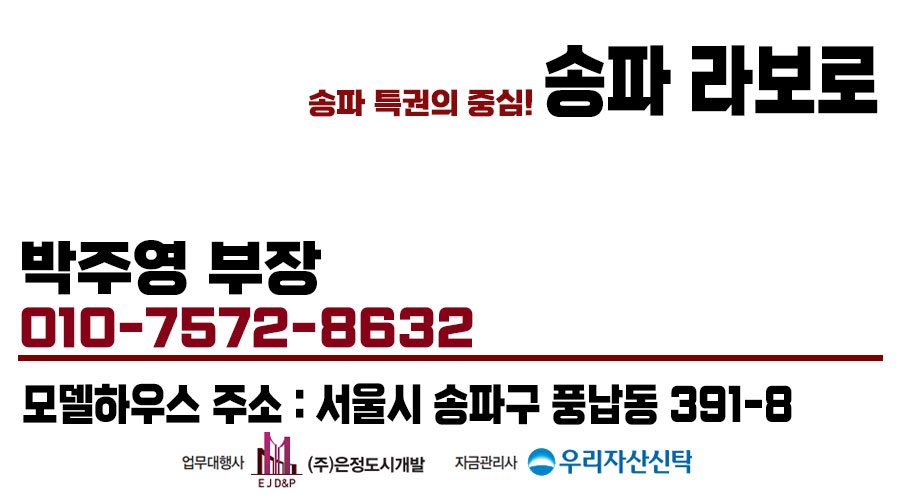 송파 특권의 중심! 송파 라보로
박주영 부장
010-7572-8632
모델하우스 주소 : 서울시 송파구 풍납동 391-8
업무대행사 EJD&P (주)은정도시개발 자금관리사 우리자산신탁